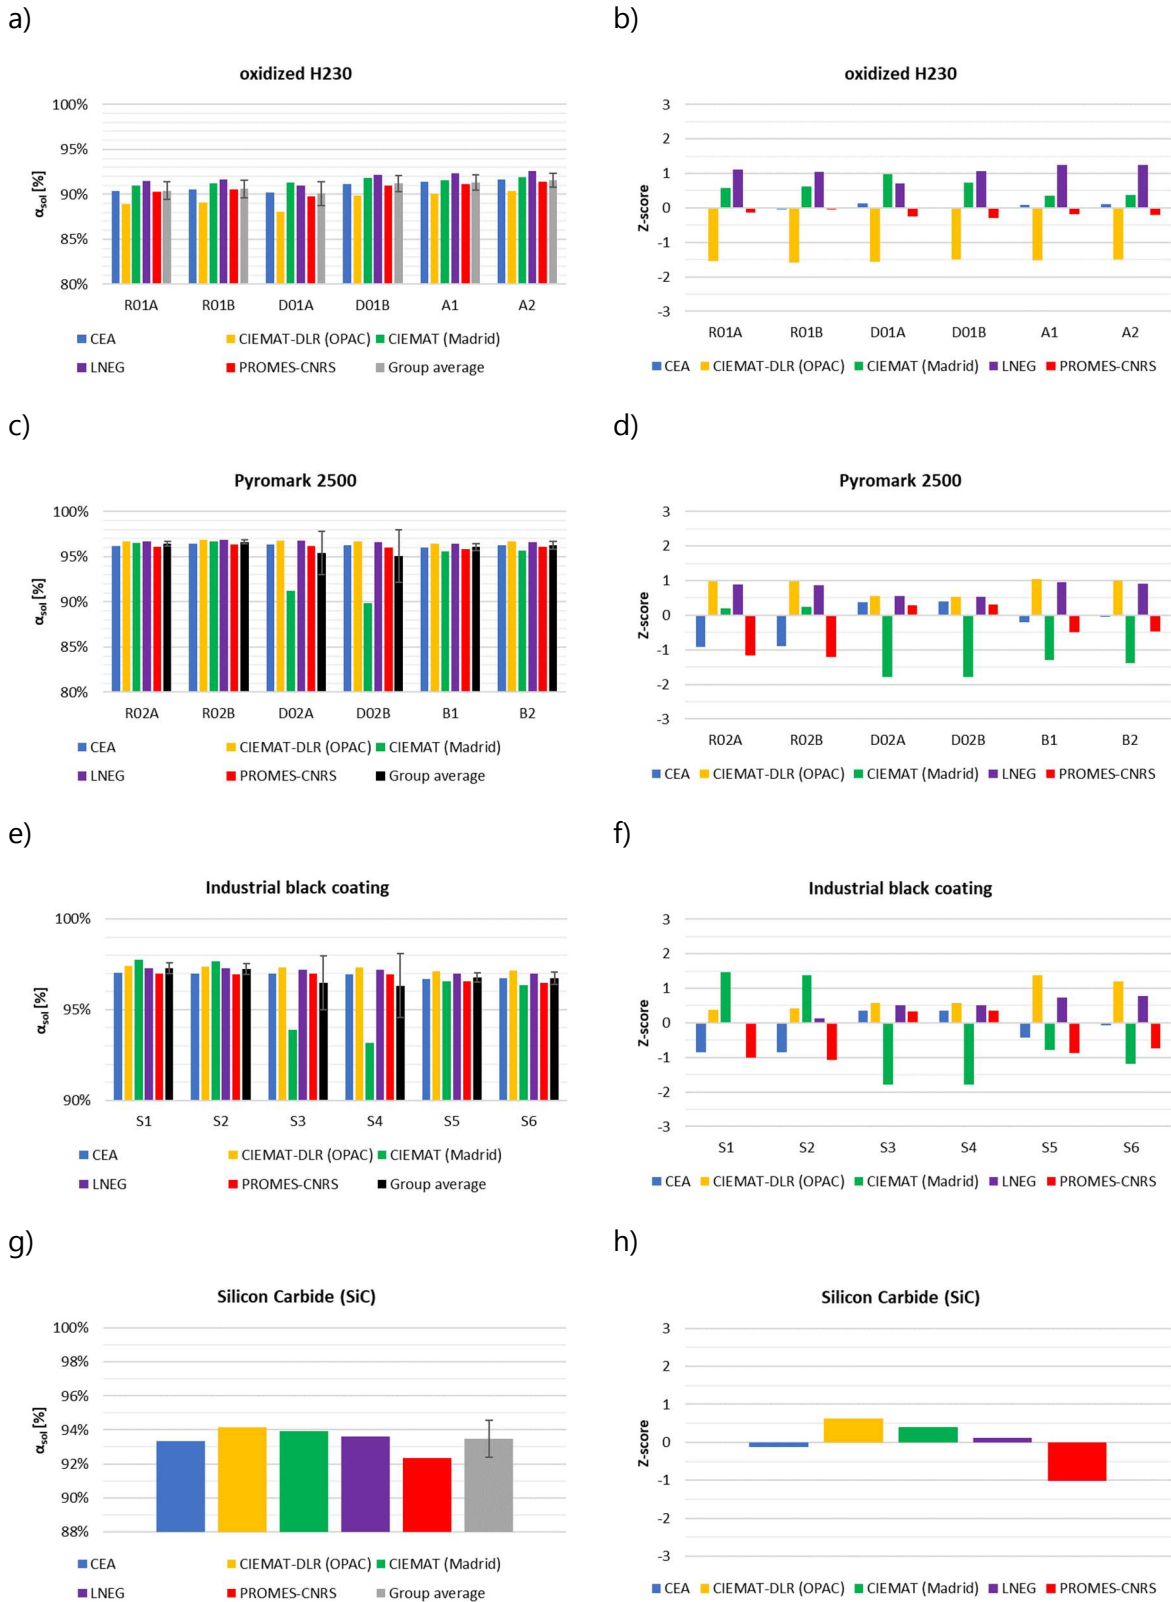 a)
oxidized H230
100%
95%
90%
85%
80%
α_sol [%]
R01A R01B D01A D01B A1 A2
CEA CIEMAT-DLR (OPAC) CIEMAT (Madrid)
LNEG PROMES-CNRS Group average
b)
oxidized H230
3
2
1
0
-1
-2
-3
Z-score
R01A R01B D01A D01B A1 A2
CEA CIEMAT-DLR (OPAC) CIEMAT (Madrid) LNEG PROMES-CNRS
c)
Pyromark 2500
100%
95%
90%
85%
80%
α_sol [%]
R02A R02B D02A D02B B1 B2
CEA CIEMAT-DLR (OPAC) CIEMAT (Madrid)
LNEG PROMES-CNRS Group average
d)
Pyromark 2500
3
2
1
0
-1
-2
-3
Z-score
R02A R02B D02A D02B B1 B2
CEA CIEMAT-DLR (OPAC) CIEMAT (Madrid) LNEG PROMES-CNRS
e)
Industrial black coating
100%
95%
90%
α_sol [%]
S1 S2 S3 S4 S5 S6
CEA CIEMAT-DLR (OPAC) CIEMAT (Madrid)
LNEG PROMES-CNRS Group average
f)
Industrial black coating
3
2
1
0
-1
-2
-3
Z-score
S1 S2 S3 S4 S5 S6
CEA CIEMAT-DLR (OPAC) CIEMAT (Madrid) LNEG PROMES-CNRS
g)
Silicon Carbide (SiC)
100%
98%
96%
94%
92%
90%
88%
α_sol [%]
CEA CIEMAT-DLR (OPAC) CIEMAT (Madrid)
LNEG PROMES-CNRS Group average
h)
Silicon Carbide (SiC)
3
2
1
0
-1
-2
-3
Z-score
CEA CIEMAT-DLR (OPAC) CIEMAT (Madrid) LNEG PROMES-CNRS